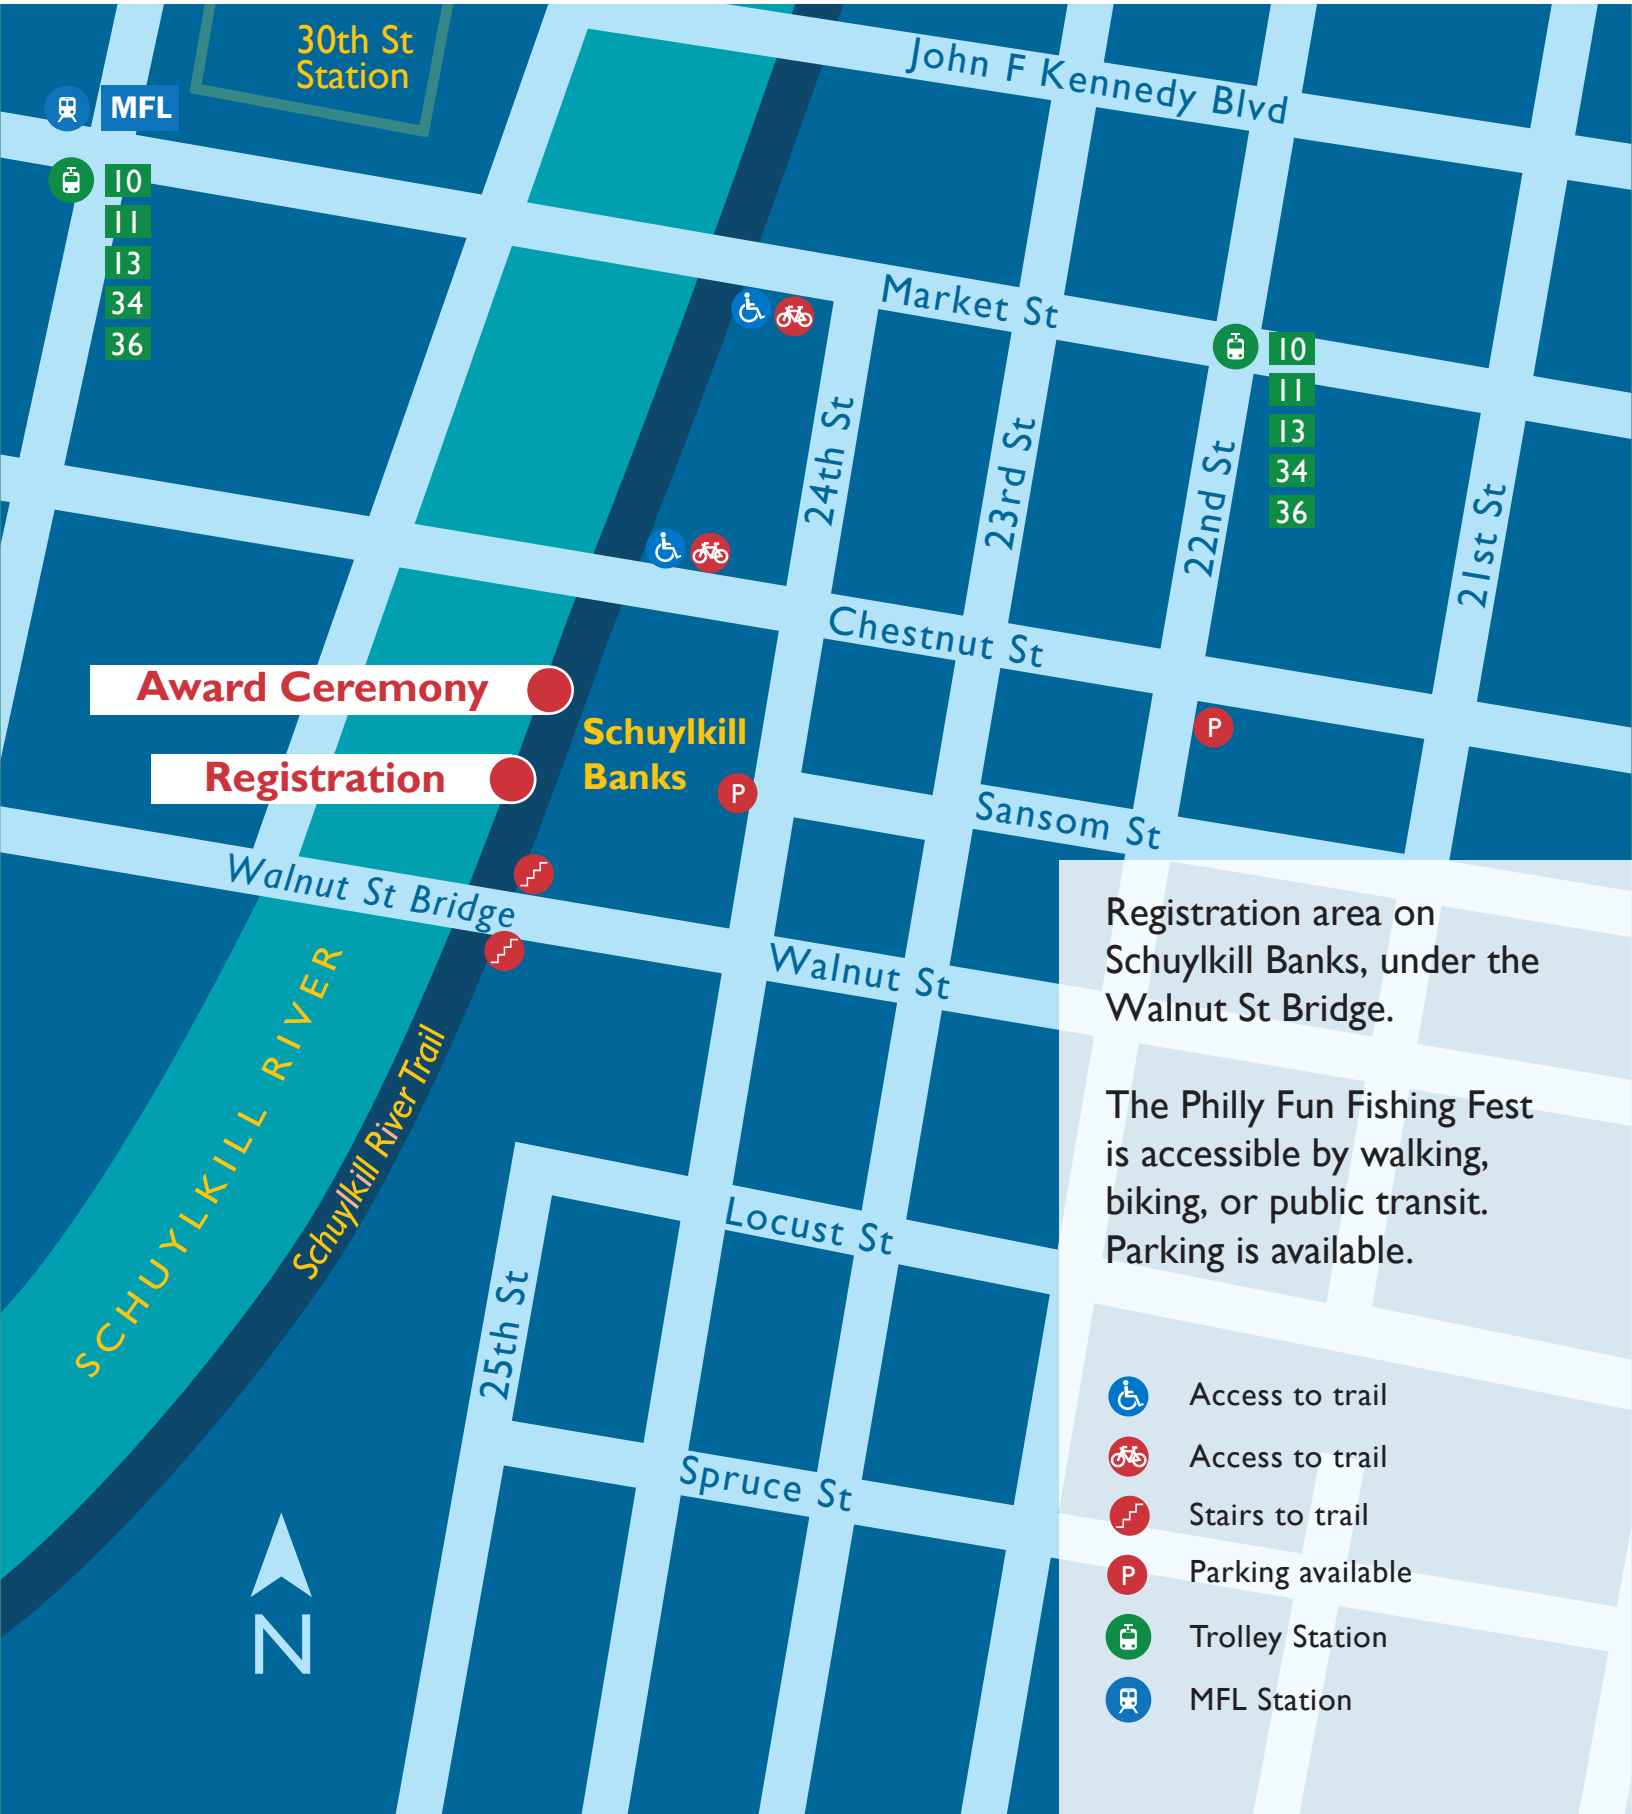 30th St
Station
John F Kennedy Blvd
MFL
10
11
13
34
36
Market St
10
11
13
34
36
24th St
23rd St
22nd St
21st St
Chestnut St
Award Ceremony
Schuylkill
Banks
P
Registration
P
Sansom St
Walnut St Bridge
Walnut St
SCHUYLKILL RIVER
Schuylkill River Trail
Locust St
25th St
Spruce St
N
Registration area on
Schuylkill Banks, under the
Walnut St Bridge.
The Philly Fun Fishing Fest
is accessible by walking,
biking, or public transit.
Parking is available.
Access to trail
Access to trail
Stairs to trail
P Parking available
Trolley Station
MFL Station